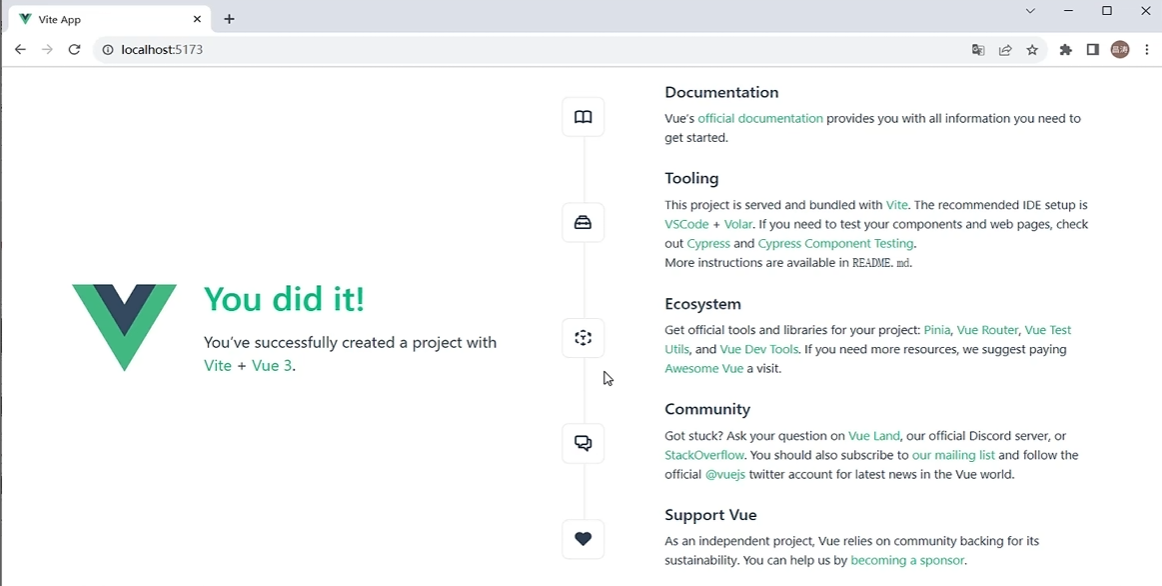 Vite App
localhost:5173
昌涛
You did it!
You've successfully created a project with
Vite + Vue 3.
Documentation
Vue's official documentation provides you with all information you need to
get started.
Tooling
This project is served and bundled with Vite. The recommended IDE setup is
VSCode + Volar. If you need to test your components and web pages, check
out Cypress and Cypress Component Testing.
More instructions are available in README.md.
Ecosystem
Get official tools and libraries for your project: Pinia, Vue Router, Vue Test
Utils, and Vue Dev Tools. If you need more resources, we suggest paying
Awesome Vue a visit.
Community
Got stuck? Ask your question on Vue Land, our official Discord server, or
StackOverflow. You should also subscribe to our mailing list and follow the
official @vuejs twitter account for latest news in the Vue world.
Support Vue
As an independent project, Vue relies on community backing for its
sustainability. You can help us by becoming a sponsor.